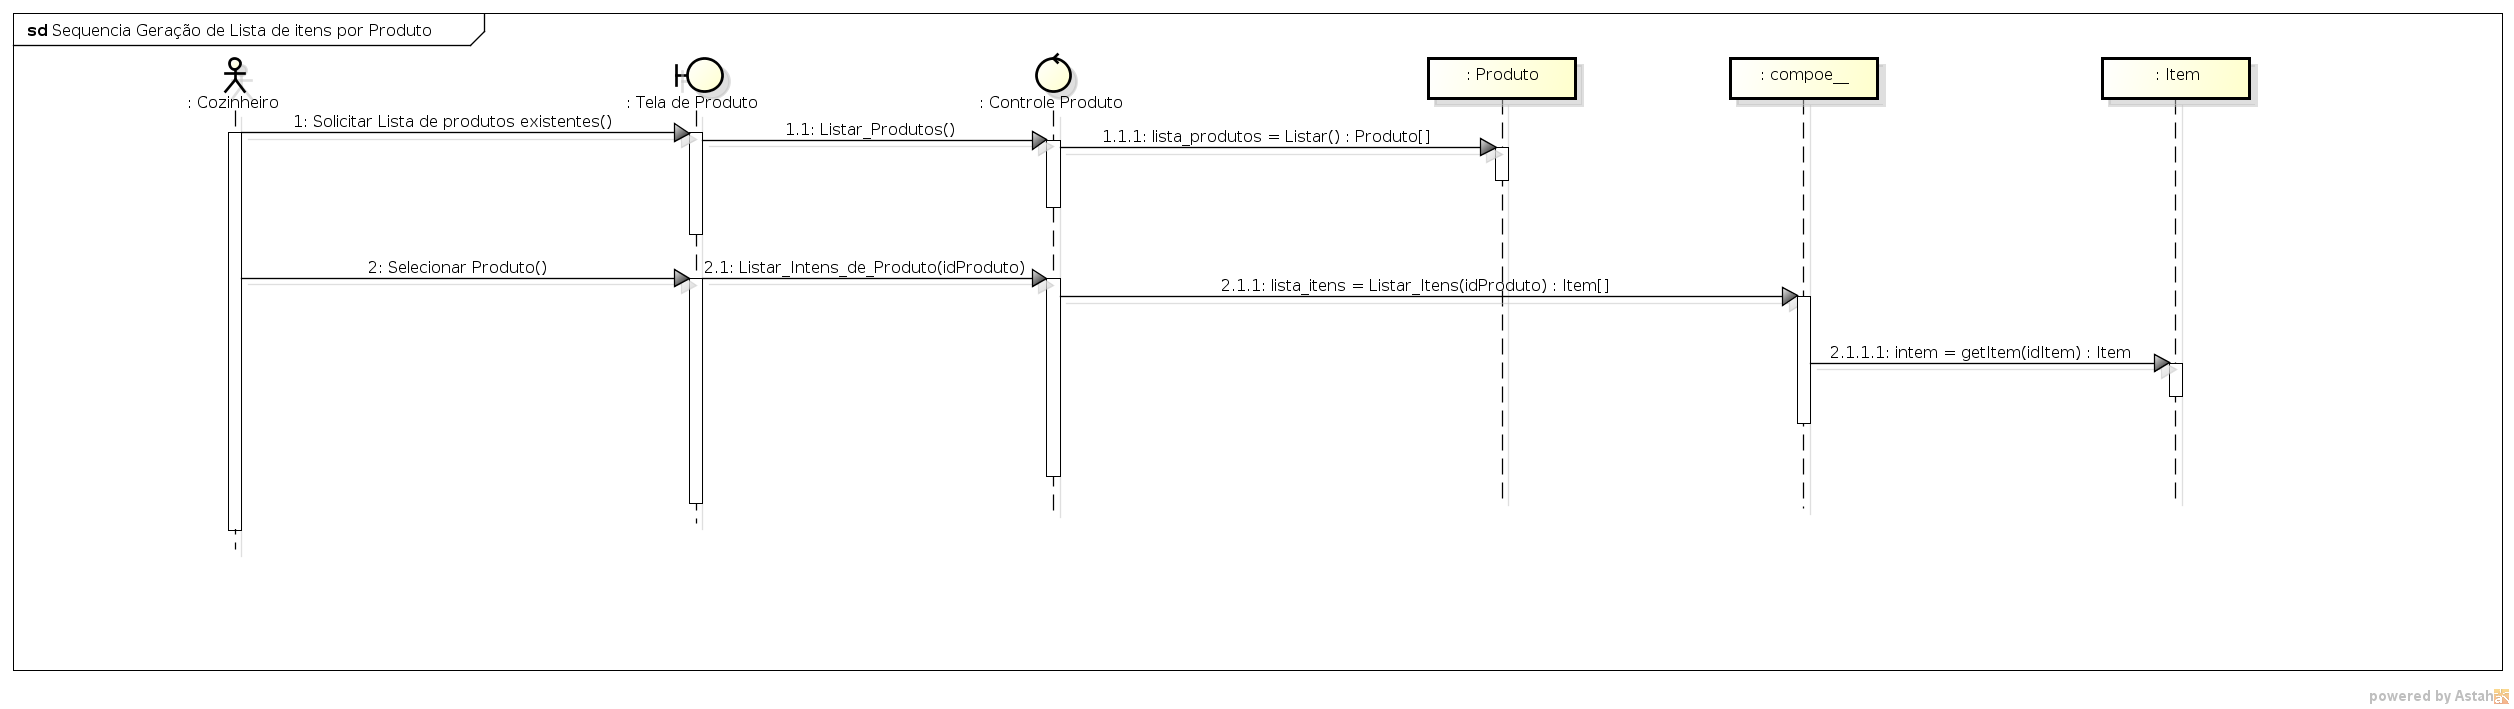 sd Sequencia Geração de Lista de itens por Produto
: Cozinheiro
: Tela de Produto
: Controle Produto
: Produto
: compoe__
: Item
1: Solicitar Lista de produtos existentes()
1.1: Listar_Produtos()
1.1.1: lista_produtos = Listar() : Produto[]
2: Selecionar Produto()
2.1: Listar_Intens_de_Produto(idProduto)
2.1.1: lista_itens = Listar_Itens(idProduto) : Item[]
2.1.1.1: intem = getItem(idItem) : Item
powered by Astah